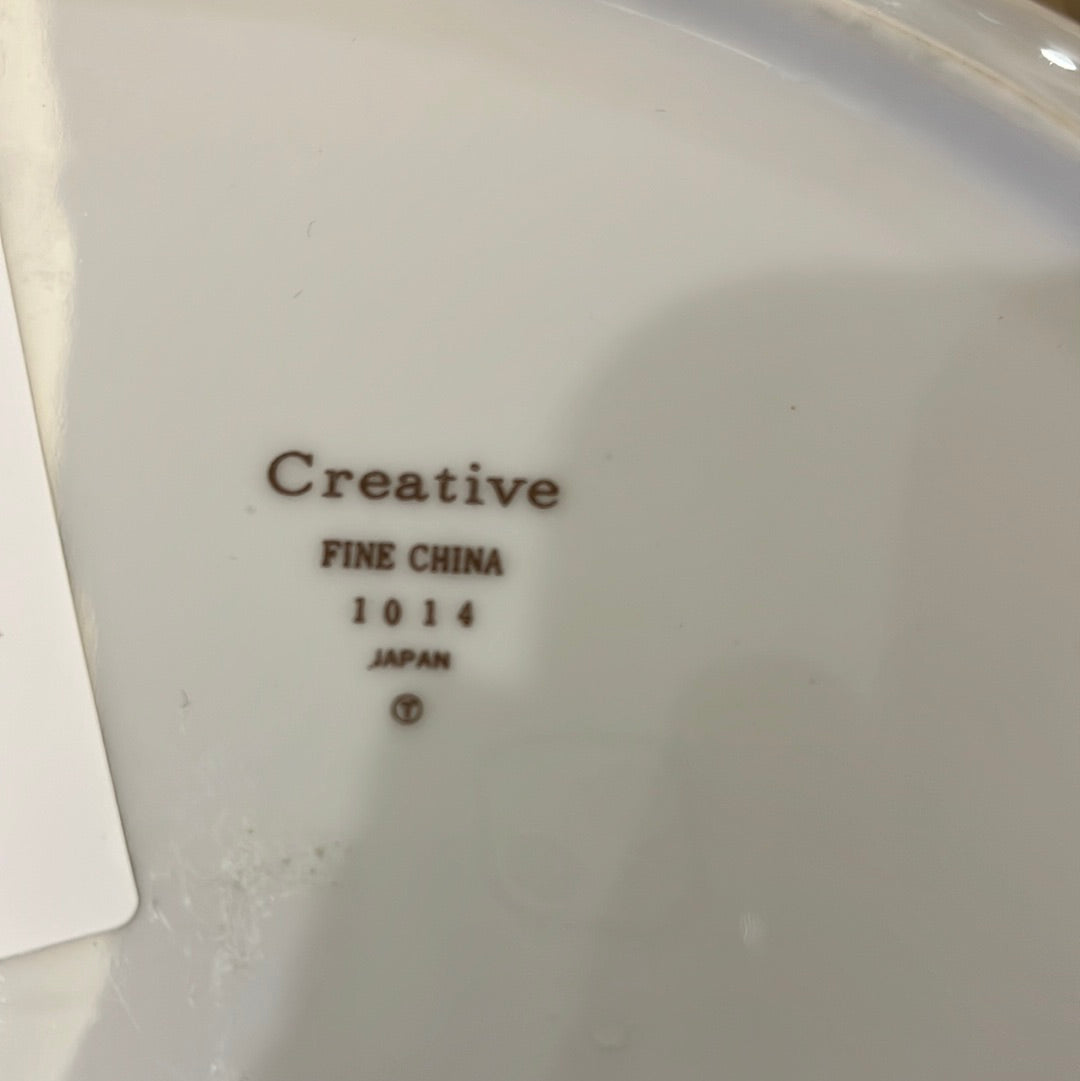 Creative
FINE CHINA
1014
JAPAN
T